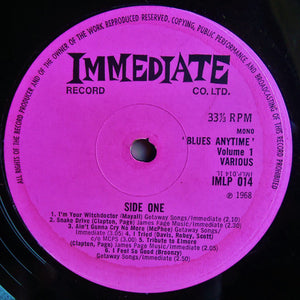 ALL RIGHTS OF THE RECORD PRODUCER AND OF THE OWNER OF THE WORK REPRODUCED RESERVED. COPYING, PUBLIC PERFORMANCE AND BROADCASTING OF THIS RECORD PROHIBITED
IMMEDIATE
RECORD CO. LTD.
33⅓ RPM
MONO
'BLUES ANYTIME'
Volume 1
VARIOUS
IMLP 014
℗ 1968
SIDE ONE
1. I'm Your Witchdoctor (Mayall) Getaway Songs/Immediate (2.10)
2. Snake Drive (Clapton, Page) James Page Music/Immediate (2.30)
3. Ain't Gonna Cry No More (McPhee) Getaway Songs/
Immediate (2.50) 4. I Tried (Davis, Raboy, Scott)
c/o MCPS (3.00) 5. Tribute to Elmore
(Clapton, Page) James Page Music/Immediate (2.05)
6. I Feel So Good (Broonzy)
Getaway Songs/Immediate (2.50)